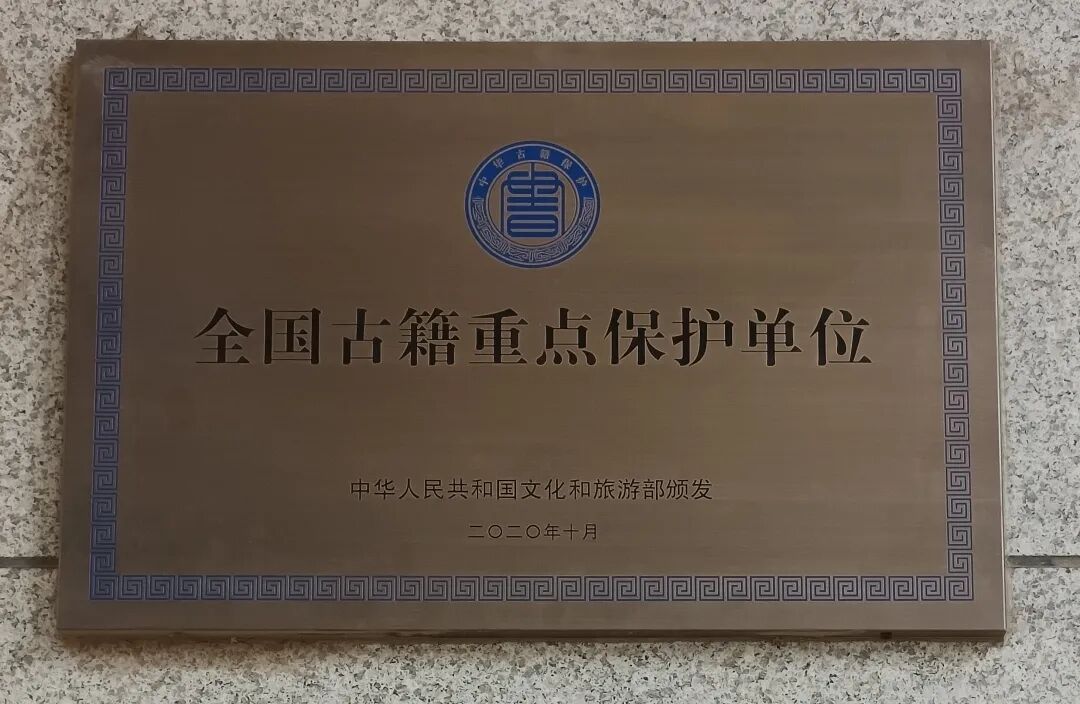 中华古籍保护
書
全国古籍重点保护单位
中华人民共和国文化和旅游部颁发
二〇二〇年十月